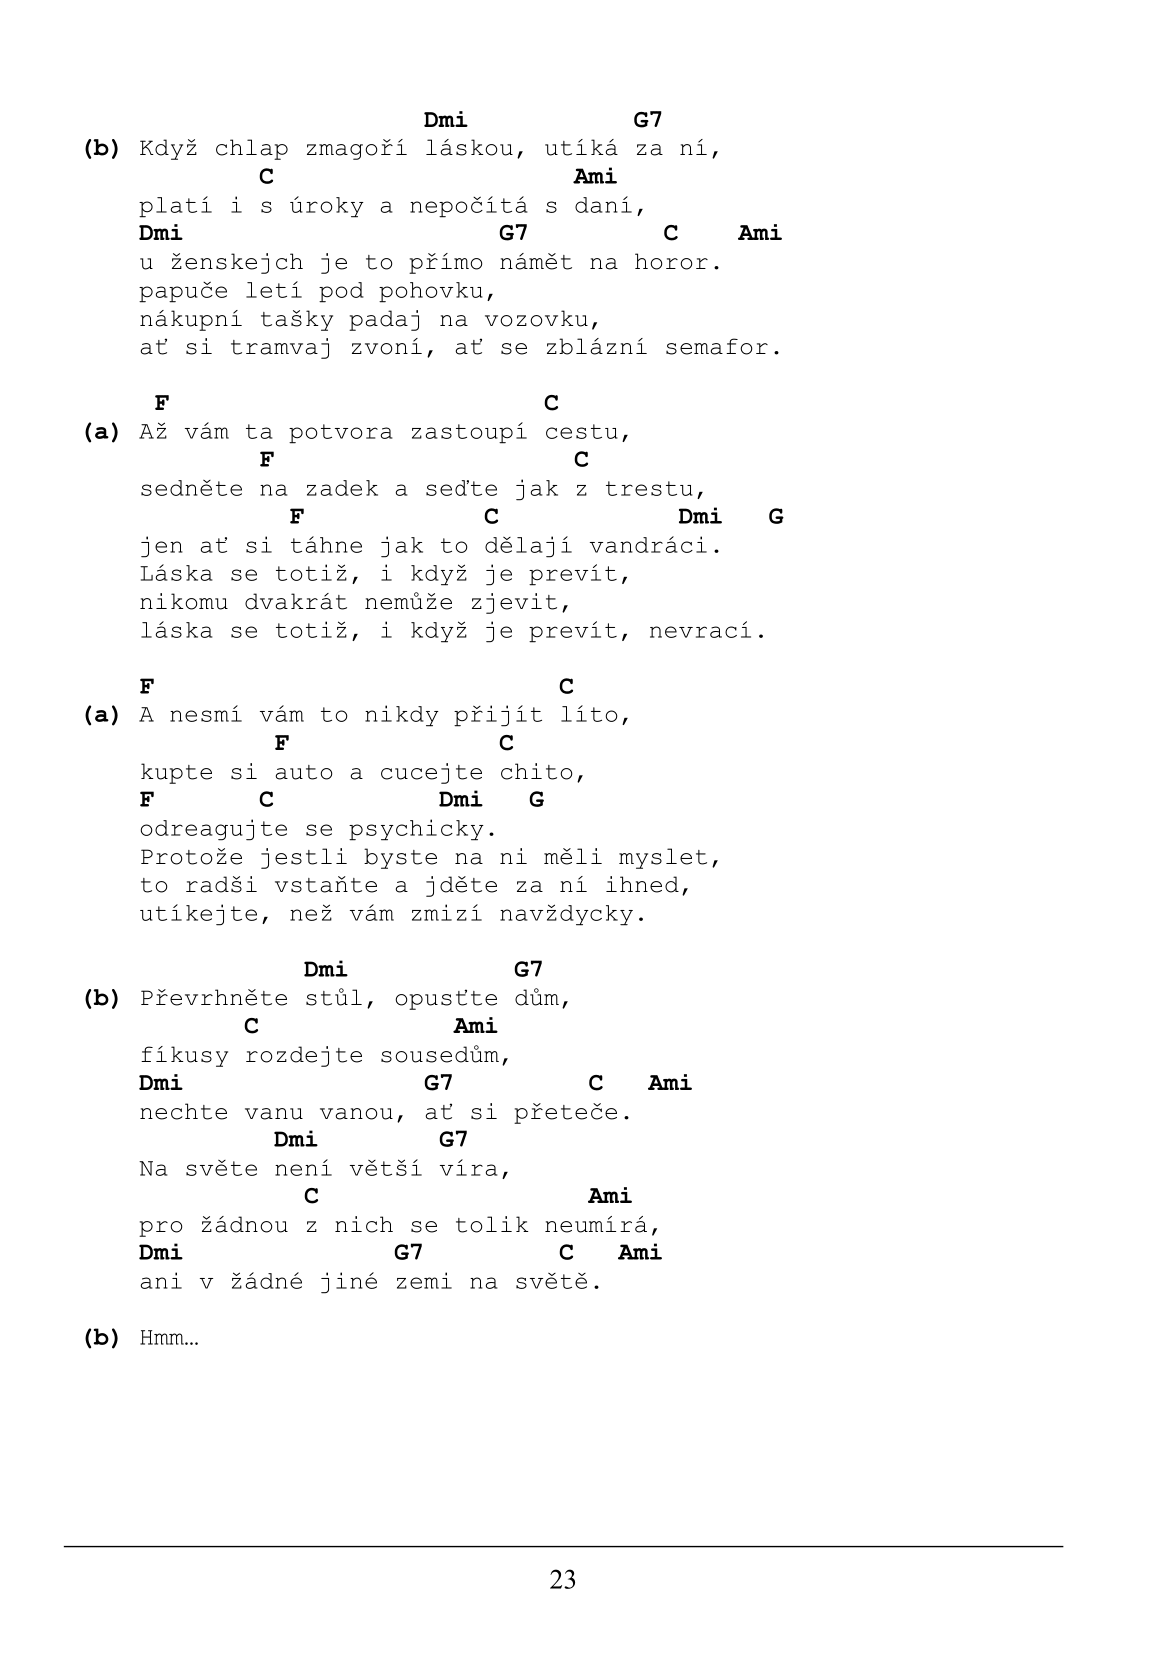 Dmi G7
(b) Když chlap zmagoří láskou, utíká za ní,
C Ami
platí i s úroky a nepočítá s daní,
Dmi G7 C Ami
u ženskejch je to přímo námět na horor.
papuče letí pod pohovku,
nákupní tašky padaj na vozovku,
ať si tramvaj zvoní, ať se zblázní semafor.
F C
(a) Až vám ta potvora zastoupí cestu,
F C
sedněte na zadek a seďte jak z trestu,
F C Dmi G
jen ať si táhne jak to dělají vandráci.
Láska se totiž, i když je prevít,
nikomu dvakrát nemůže zjevit,
láska se totiž, i když je prevít, nevrací.
F C
(a) A nesmí vám to nikdy přijít líto,
F C
kupte si auto a cucejte chito,
F C Dmi G
odreagujte se psychicky.
Protože jestli byste na ni měli myslet,
to radši vstaňte a jděte za ní ihned,
utíkejte, než vám zmizí navždycky.
Dmi G7
(b) Převrhněte stůl, opusťte dům,
C Ami
fíkusy rozdejte sousedům,
Dmi G7 C Ami
nechte vanu vanou, ať si přeteče.
Dmi G7
Na světe není větší víra,
C Ami
pro žádnou z nich se tolik neumírá,
Dmi G7 C Ami
ani v žádné jiné zemi na světě.
(b) Hmm…
23